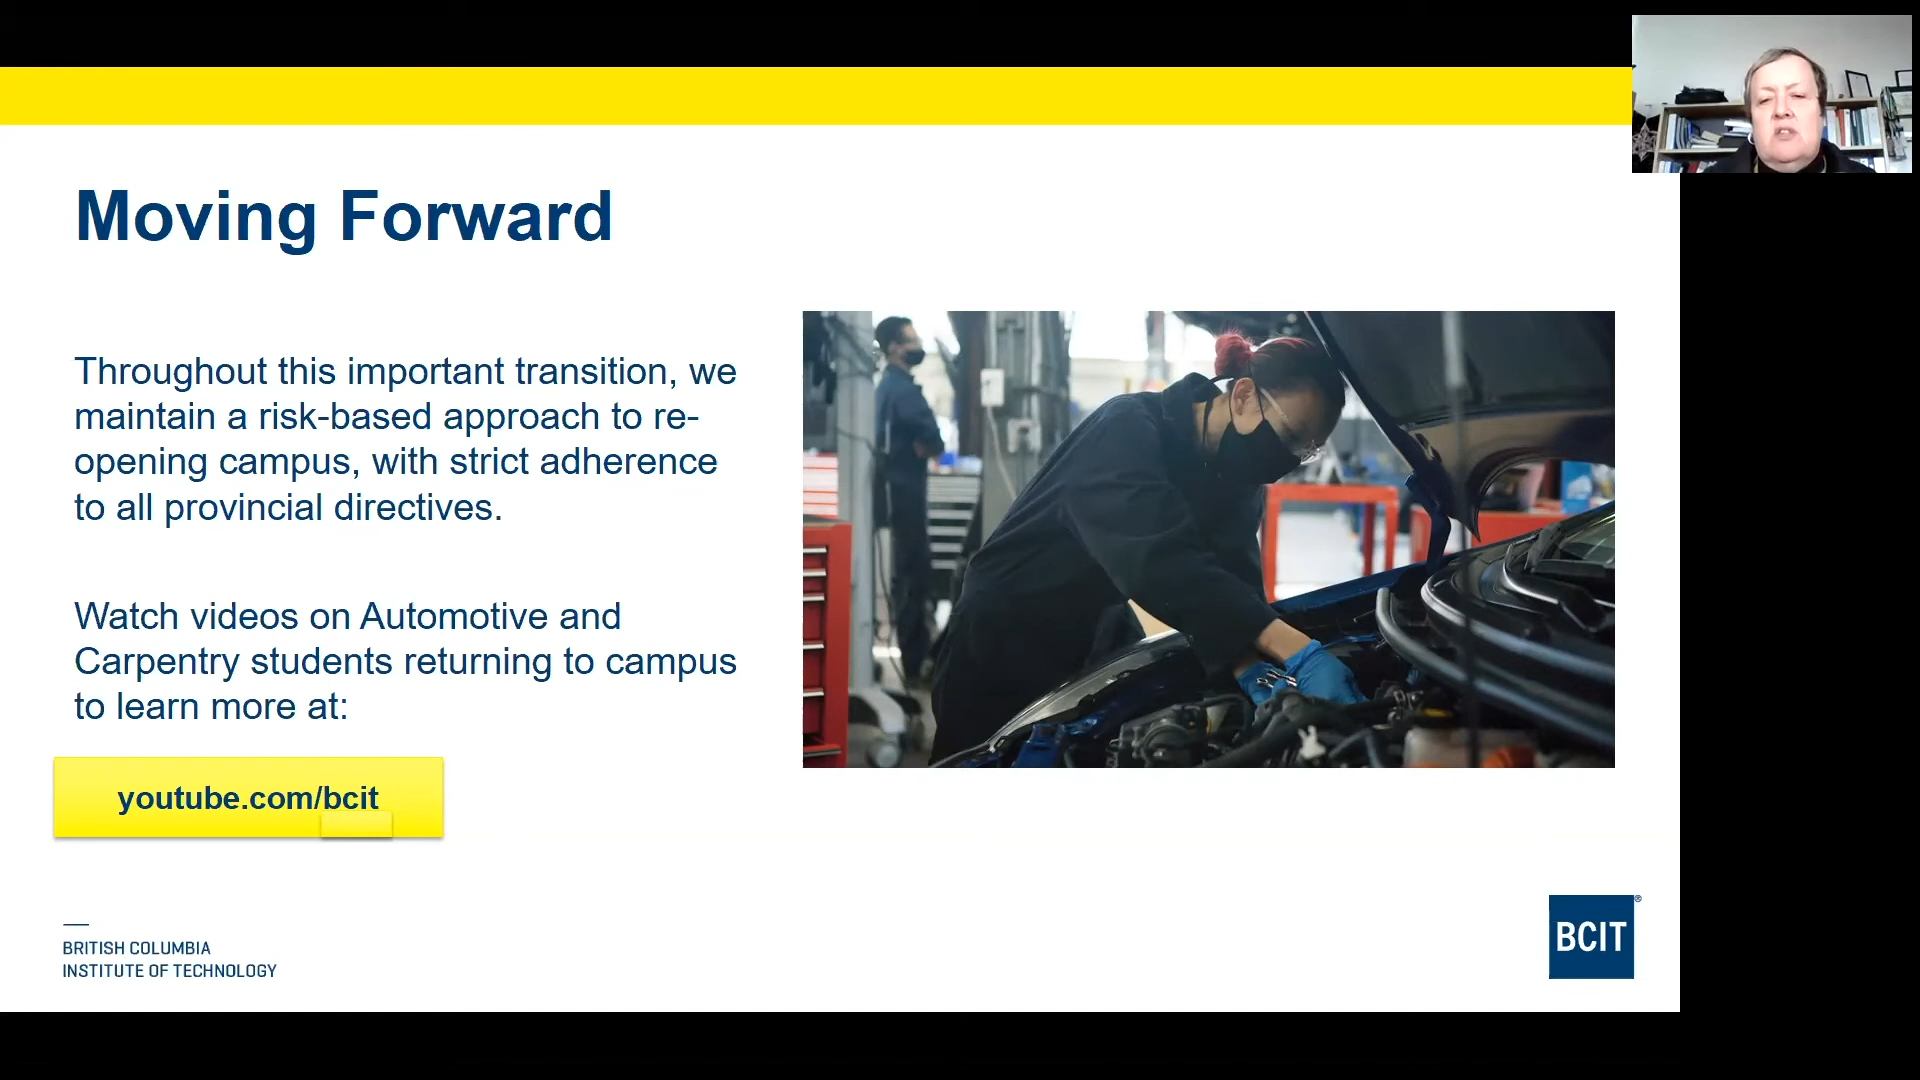 Moving Forward
Throughout this important transition, we
maintain a risk-based approach to re-
opening campus, with strict adherence
to all provincial directives.
Watch videos on Automotive and
Carpentry students returning to campus
to learn more at:
youtube.com/bcit
BRITISH COLUMBIA
INSTITUTE OF TECHNOLOGY
BCIT®